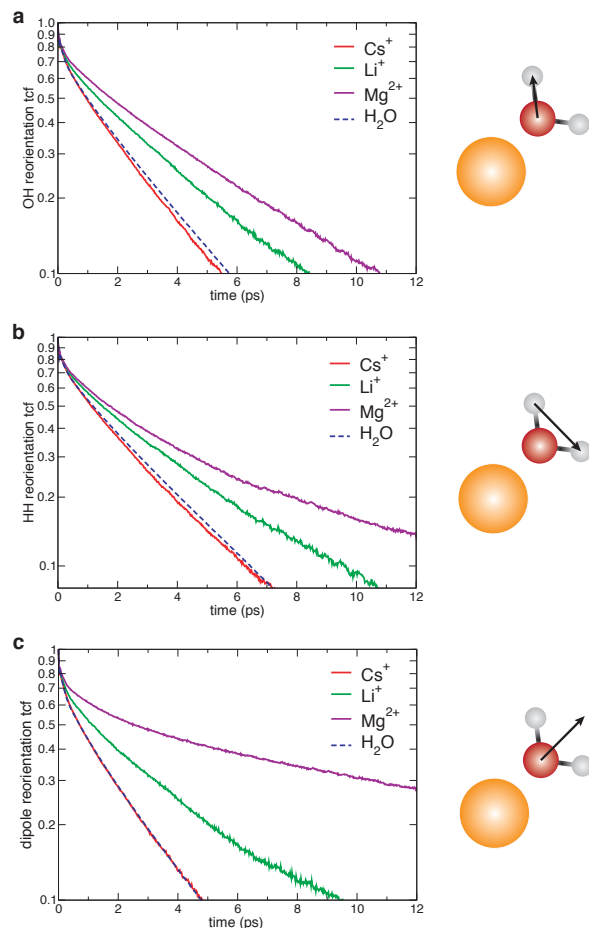 a
1.0
0.9
0.8
0.7
0.6
0.5
0.4
0.3
0.2
0.1
OH reorientation tcf
Cs⁺
Li⁺
Mg²⁺
H₂O
0 2 4 6 8 10 12
time (ps)
b
1
0.9
0.8
0.7
0.6
0.5
0.4
0.3
0.2
0.1
HH reorientation tcf
Cs⁺
Li⁺
Mg²⁺
H₂O
0 2 4 6 8 10 12
time (ps)
c
1
0.9
0.8
0.7
0.6
0.5
0.4
0.3
0.2
0.1
dipole reorientation tcf
Cs⁺
Li⁺
Mg²⁺
H₂O
0 2 4 6 8 10 12
time (ps)